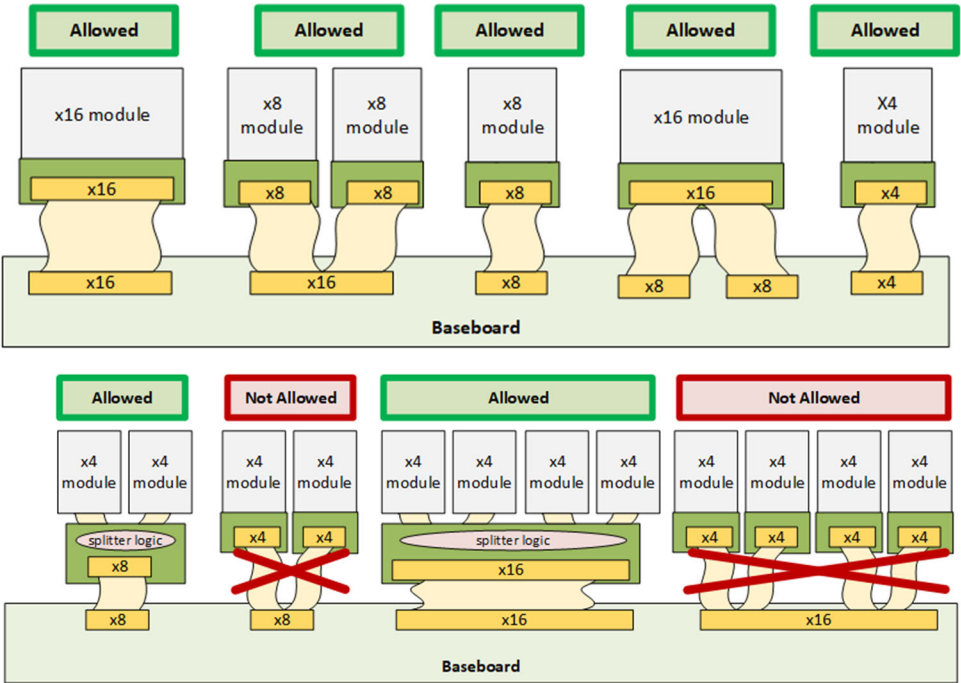 Allowed
Allowed
Allowed
Allowed
Allowed
x16 module
x8
module
x8
module
x8
module
x16 module
X4
module
x16
x8
x8
x8
x16
x4
x16
x16
x8
x8
x8
x4
Baseboard
Allowed
Not Allowed
Allowed
Not Allowed
x4
module
x4
module
x4
module
x4
module
x4
module
x4
module
x4
module
x4
module
x4
module
x4
module
x4
module
x4
module
splitter logic
x4
x4
splitter logic
x4
x4
x4
x4
x8
x16
x8
x8
x16
x16
Baseboard